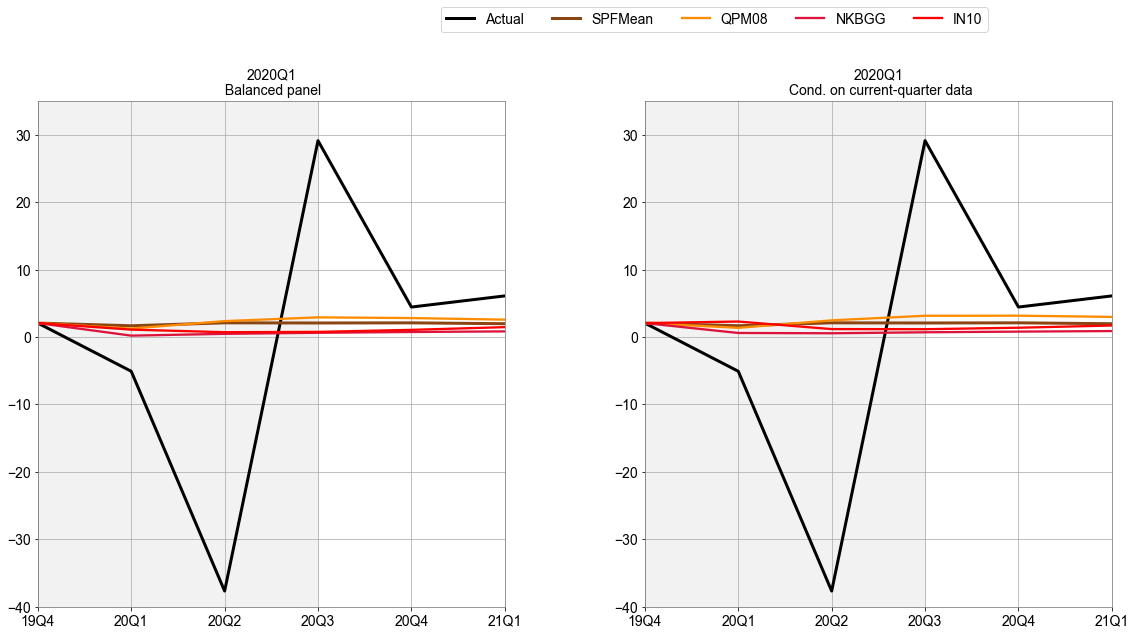 Actual SPFMean QPM08 NKBGG IN10
2020Q1
Balanced panel
30
20
10
0
−10
−20
−30
−40
19Q4 20Q1 20Q2 20Q3 20Q4 21Q1
2020Q1
Cond. on current-quarter data
30
20
10
0
−10
−20
−30
−40
19Q4 20Q1 20Q2 20Q3 20Q4 21Q1